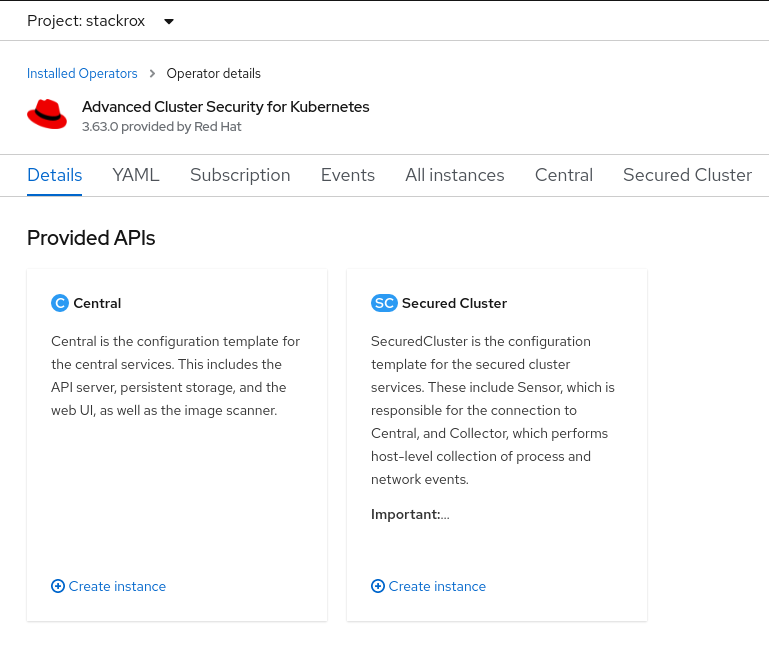 Project: stackrox
Installed Operators > Operator details
Advanced Cluster Security for Kubernetes
3.63.0 provided by Red Hat
Details YAML Subscription Events All instances Central Secured Cluster
Provided APIs
C Central
Central is the configuration template for
the central services. This includes the
API server, persistent storage, and the
web UI, as well as the image scanner.
Create instance
SC Secured Cluster
SecuredCluster is the configuration
template for the secured cluster
services. These include Sensor, which is
responsible for the connection to
Central, and Collector, which performs
host-level collection of process and
network events.
Important:...
Create instance